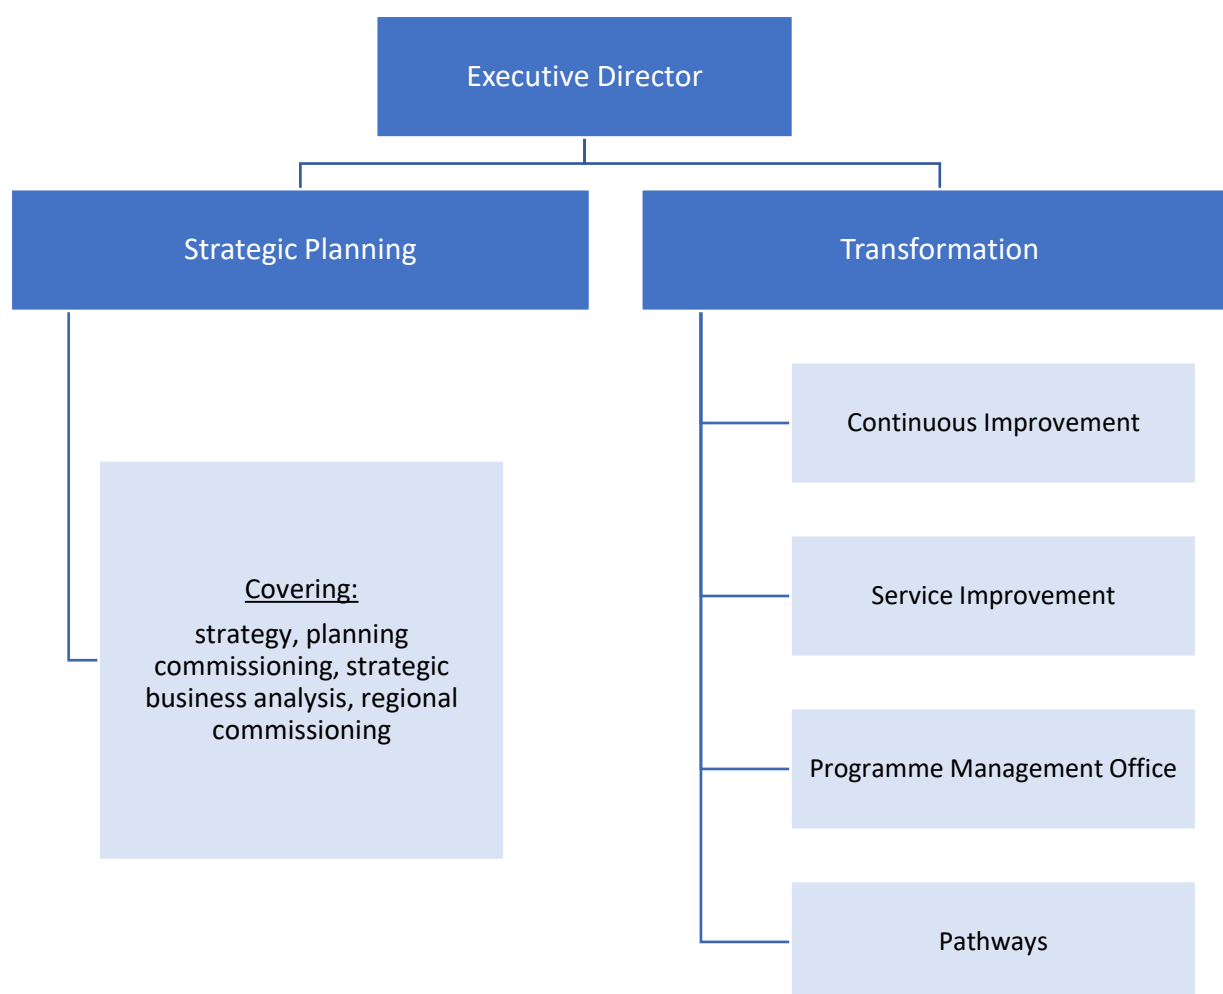 Executive Director
Strategic Planning
Transformation
Covering:
strategy, planning
commissioning, strategic
business analysis, regional
commissioning
Continuous Improvement
Service Improvement
Programme Management Office
Pathways